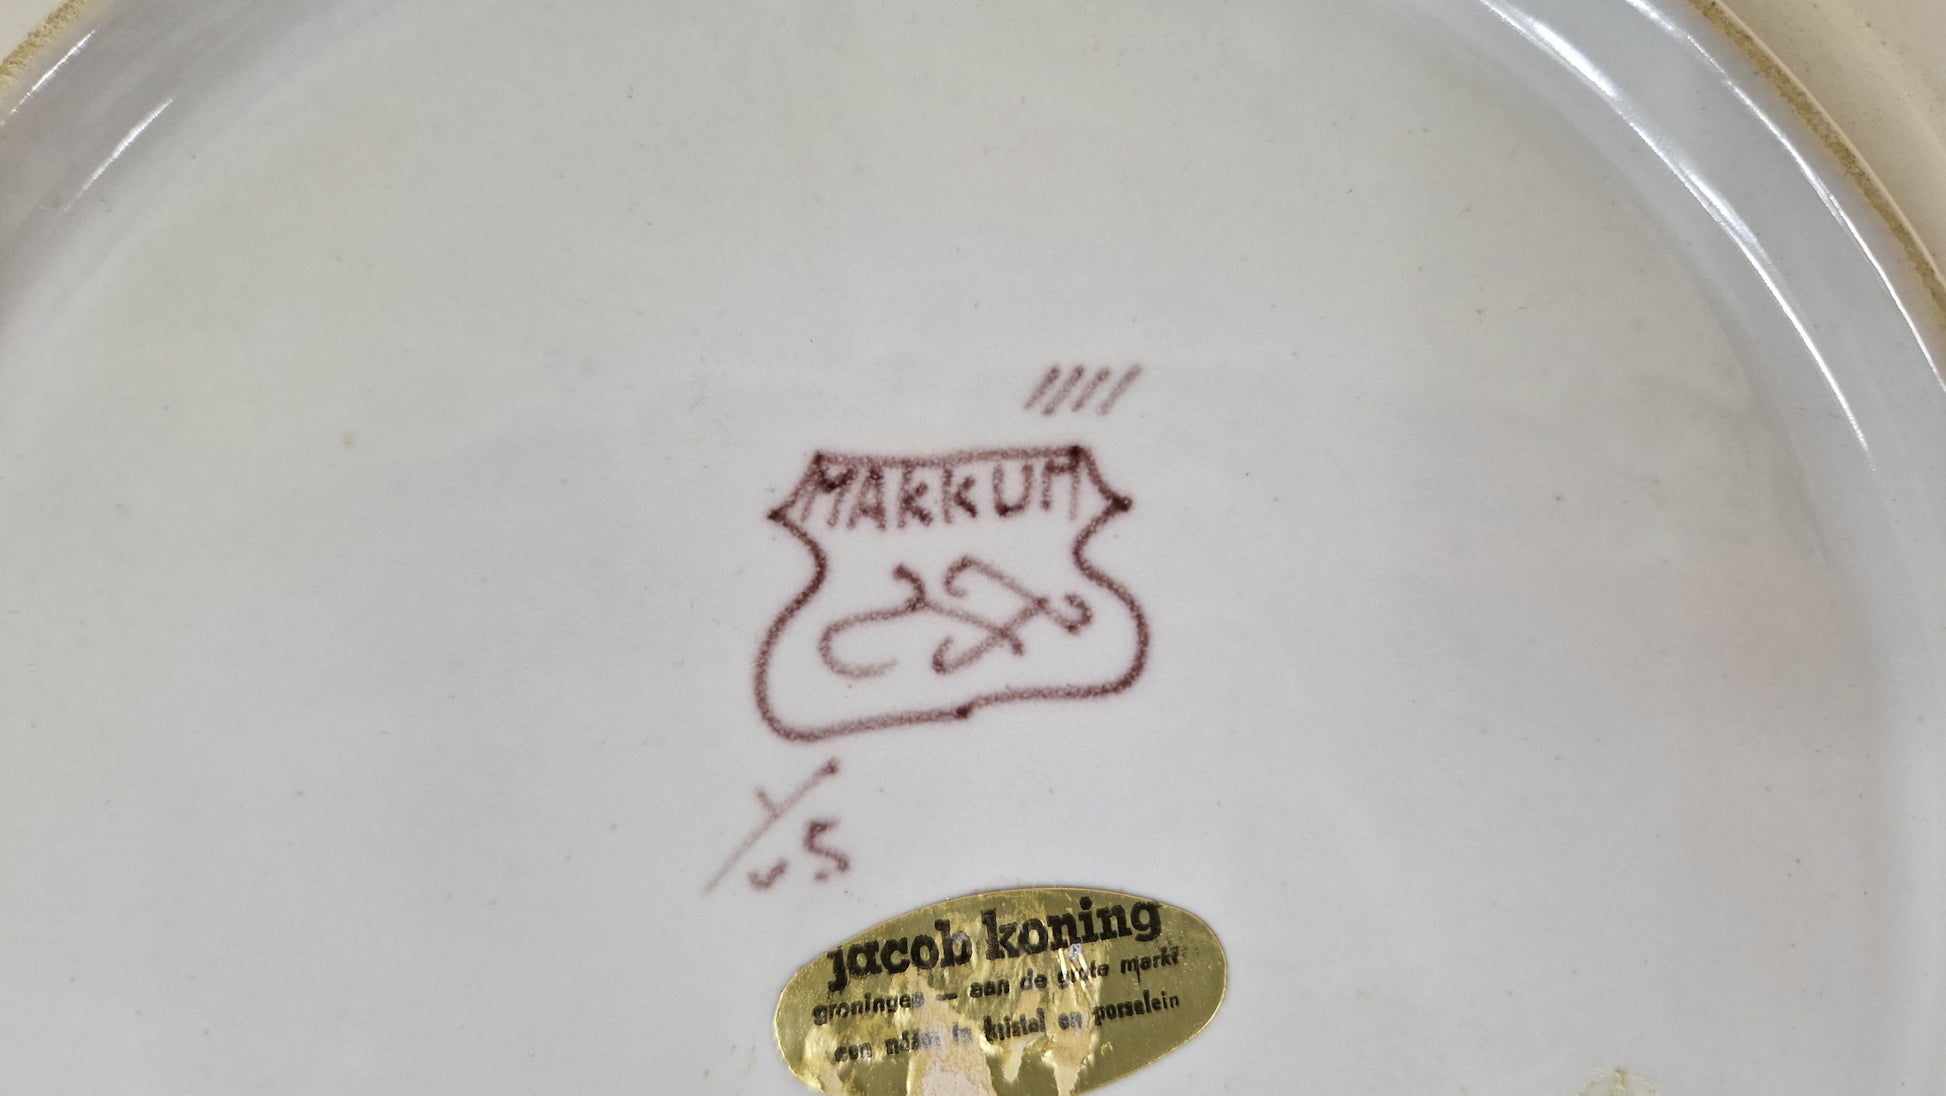 MAKKUM
jacob koning
groningen — aan de grote markt
een naam in kristal en porselein